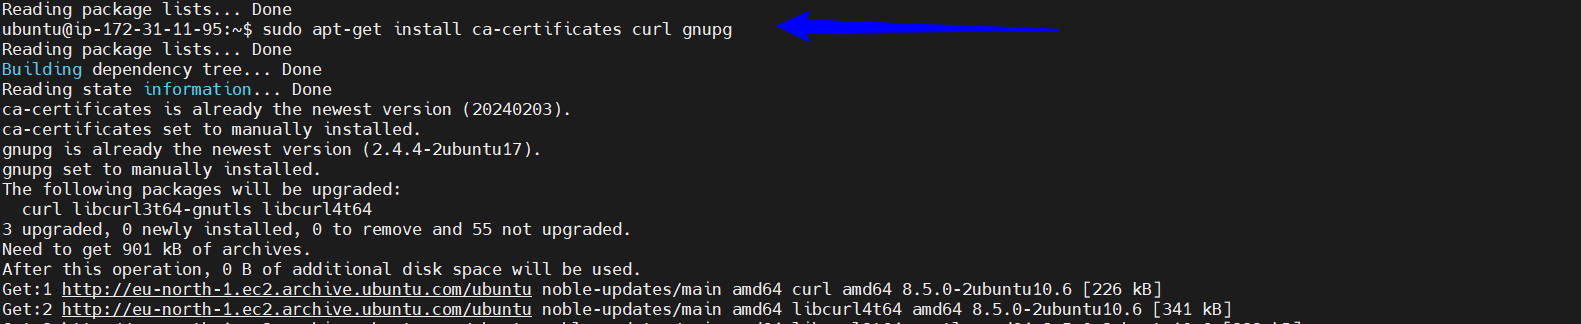 Reading package lists... Done
ubuntu@ip-172-31-11-95:~$ sudo apt-get install ca-certificates curl gnupg
Reading package lists... Done
Building dependency tree... Done
Reading state information... Done
ca-certificates is already the newest version (20240203).
ca-certificates set to manually installed.
gnupg is already the newest version (2.4.4-2ubuntu17).
gnupg set to manually installed.
The following packages will be upgraded:
  curl libcurl3t64-gnutls libcurl4t64
3 upgraded, 0 newly installed, 0 to remove and 55 not upgraded.
Need to get 901 kB of archives.
After this operation, 0 B of additional disk space will be used.
Get:1 http://eu-north-1.ec2.archive.ubuntu.com/ubuntu noble-updates/main amd64 curl amd64 8.5.0-2ubuntu10.6 [226 kB]
Get:2 http://eu-north-1.ec2.archive.ubuntu.com/ubuntu noble-updates/main amd64 libcurl4t64 amd64 8.5.0-2ubuntu10.6 [341 kB]